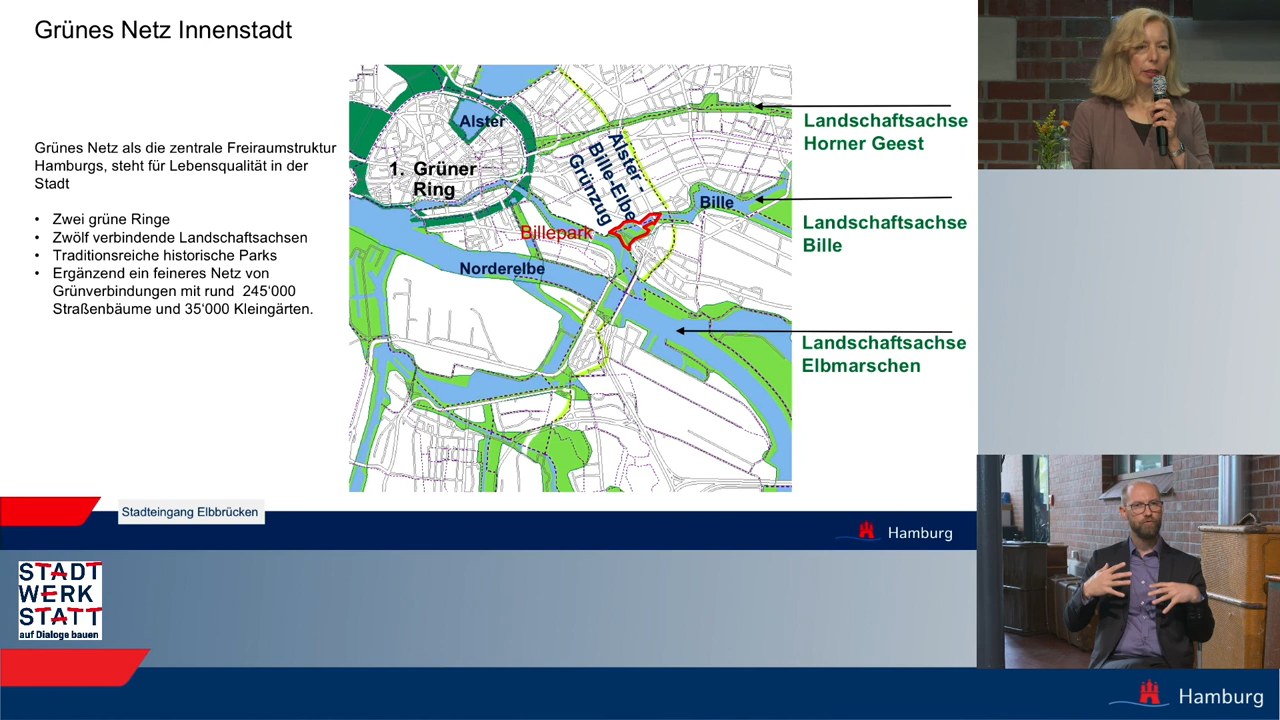 Grünes Netz Innenstadt
Grünes Netz als die zentrale Freiraumstruktur
Hamburgs, steht für Lebensqualität in der
Stadt
• Zwei grüne Ringe
• Zwölf verbindende Landschaftsachsen
• Traditionsreiche historische Parks
• Ergänzend ein feineres Netz von
Grünverbindungen mit rund 245‘000
Straßenbäume und 35‘000 Kleingärten.
Alster
1. Grüner
Ring
Alster -
Bille-Elbe
Grünzug
Bille
Billepark
Norderelbe
Landschaftsachse
Horner Geest
Landschaftsachse
Bille
Landschaftsachse
Elbmarschen
Stadteingang Elbbrücken
Hamburg
STADT
WERK
STATT
auf Dialoge bauen
Hamburg